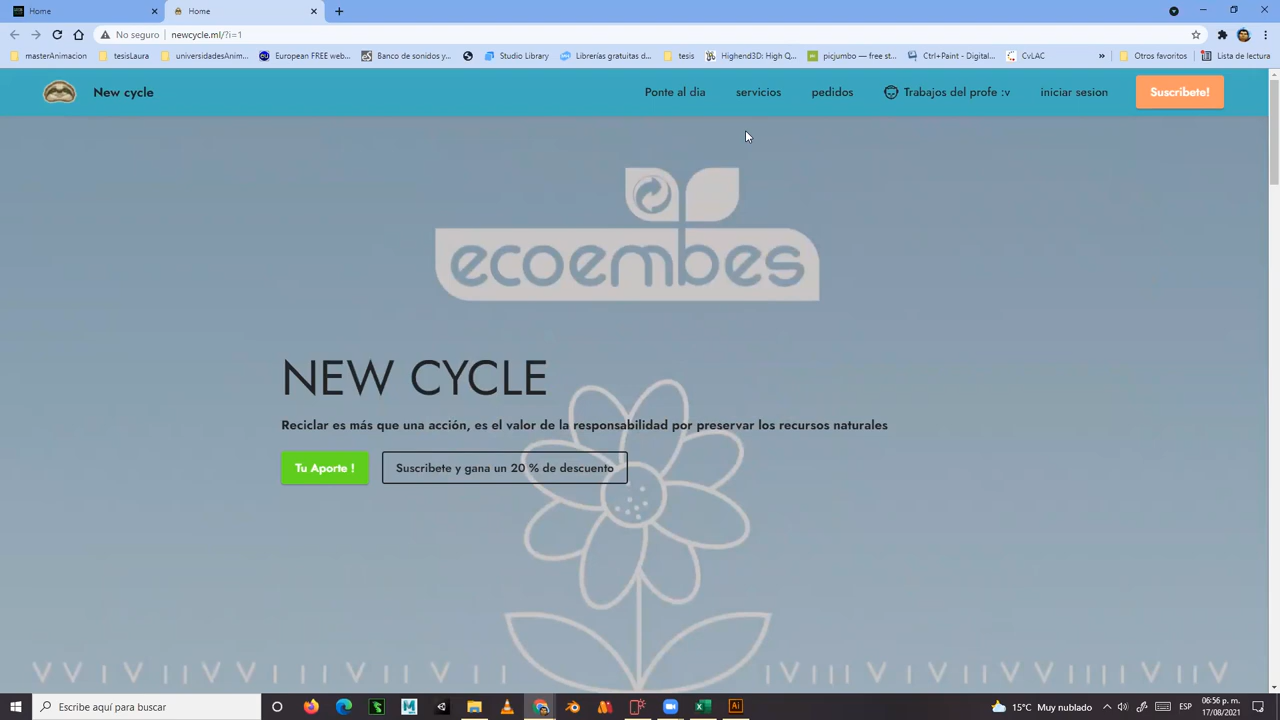 Home
Home
No seguro
newcycle.ml/?i=1
masterAnimacion
tesisLaura
universidadesAnim...
European FREE web...
Banco de sonidos y...
Studio Library
Librerías gratuitas d...
tesis
Highend3D: High Q...
picjumbo — free st...
Ctrl+Paint - Digital...
CvLAC
»
Otros favoritos
Lista de lectura
New cycle
Ponte al dia
servicios
pedidos
Trabajos del profe :v
iniciar sesion
Suscribete!
ecoembes
NEW CYCLE
Reciclar es más que una acción, es el valor de la responsabilidad por preservar los recursos naturales
Tu Aporte !
Suscribete y gana un 20 % de descuento
Escribe aquí para buscar
15°C Muy nublado
ESP
06:56 p. m.
17/08/2021